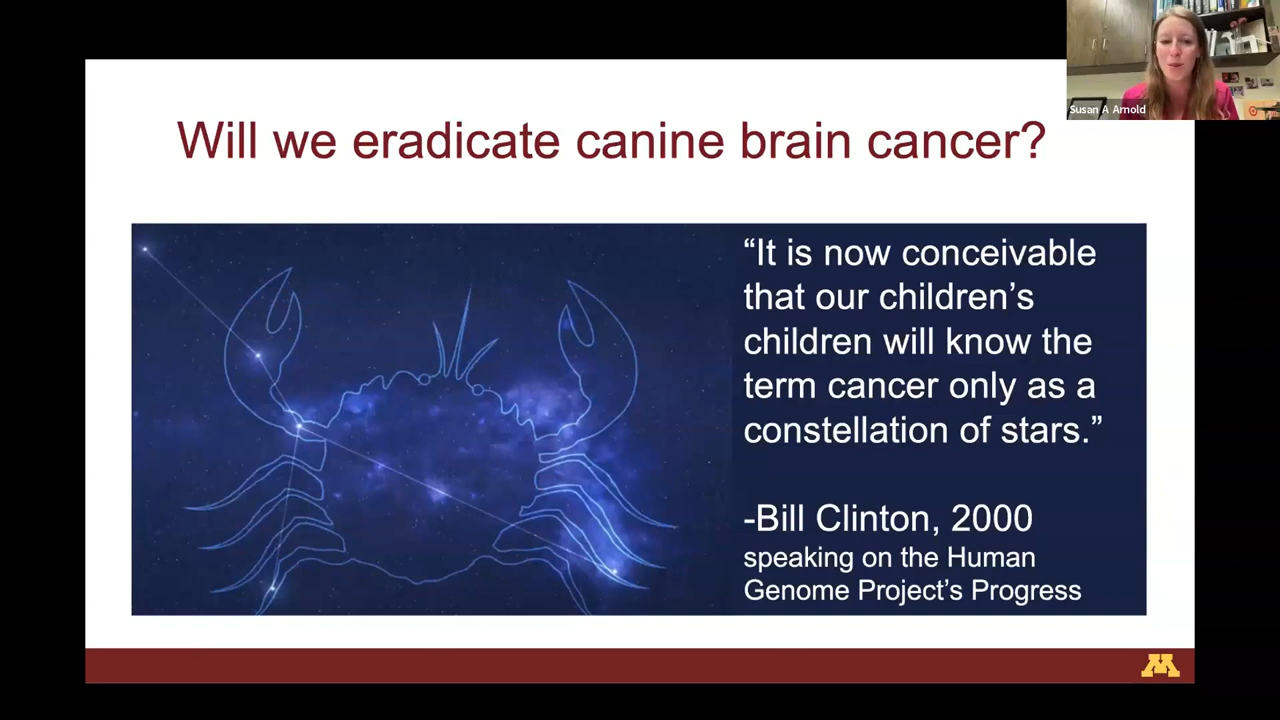 Susan A Arnold
Will we eradicate canine brain cancer?
“It is now conceivable
that our children’s
children will know the
term cancer only as a
constellation of stars.”
-Bill Clinton, 2000
speaking on the Human
Genome Project’s Progress
M